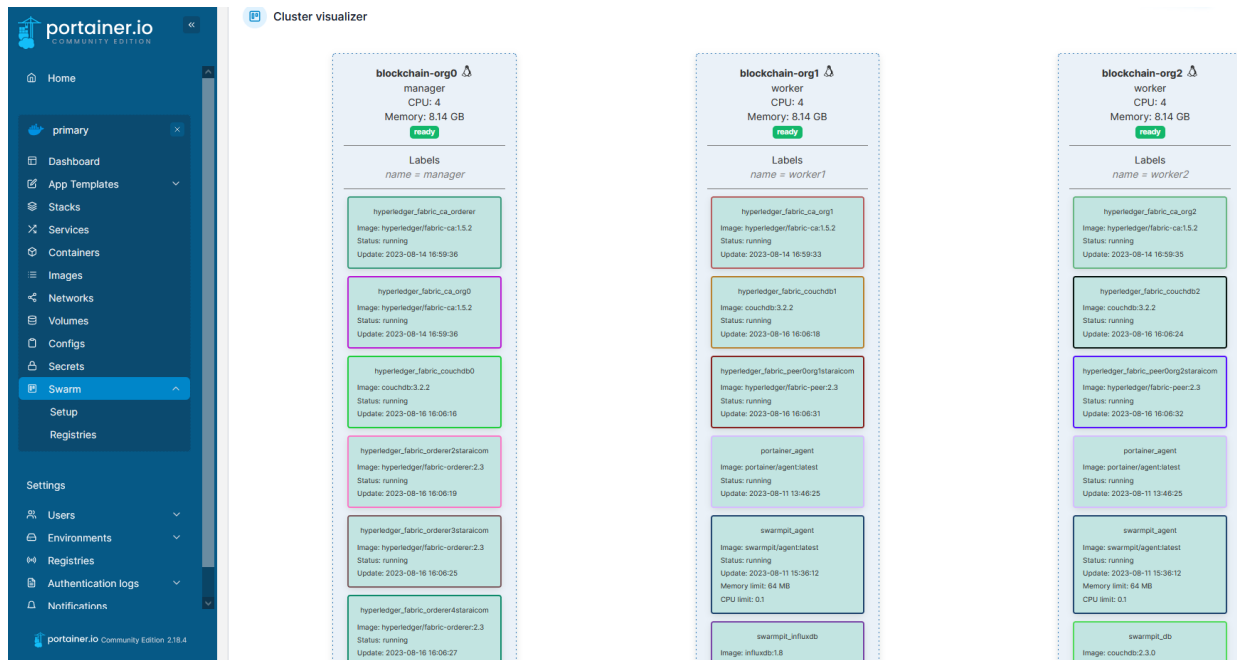 portainer.io
COMMUNITY EDITION
Home
primary
Dashboard
App Templates
Stacks
Services
Containers
Images
Networks
Volumes
Configs
Secrets
Swarm
Setup
Registries
Settings
Users
Environments
Registries
Authentication logs
Notifications
portainer.io Community Edition 2.18.4
Cluster visualizer
blockchain-org0
manager
CPU: 4
Memory: 8.14 GB
ready
Labels
name = manager
hyperledger_fabric_ca_orderer
Image: hyperledger/fabric-ca:1.5.2
Status: running
Update: 2023-08-14 16:59:36
hyperledger_fabric_ca_org0
Image: hyperledger/fabric-ca:1.5.2
Status: running
Update: 2023-08-14 16:59:36
hyperledger_fabric_couchdb0
Image: couchdb:3.2.2
Status: running
Update: 2023-08-16 16:06:16
hyperledger_fabric_orderer2staraicom
Image: hyperledger/fabric-orderer:2.3
Status: running
Update: 2023-08-16 16:06:19
hyperledger_fabric_orderer3staraicom
Image: hyperledger/fabric-orderer:2.3
Status: running
Update: 2023-08-16 16:06:25
hyperledger_fabric_orderer4staraicom
Image: hyperledger/fabric-orderer:2.3
Status: running
Update: 2023-08-16 16:06:27
blockchain-org1
worker
CPU: 4
Memory: 8.14 GB
ready
Labels
name = worker1
hyperledger_fabric_ca_org1
Image: hyperledger/fabric-ca:1.5.2
Status: running
Update: 2023-08-14 16:59:33
hyperledger_fabric_couchdb1
Image: couchdb:3.2.2
Status: running
Update: 2023-08-16 16:06:18
hyperledger_fabric_peer0org1staraicom
Image: hyperledger/fabric-peer:2.3
Status: running
Update: 2023-08-16 16:06:31
portainer_agent
Image: portainer/agent:latest
Status: running
Update: 2023-08-11 13:46:25
swarmpit_agent
Image: swarmpit/agent:latest
Status: running
Update: 2023-08-11 15:36:12
Memory limit: 64 MB
CPU limit: 0.1
swarmpit_influxdb
Image: influxdb:1.8
blockchain-org2
worker
CPU: 4
Memory: 8.14 GB
ready
Labels
name = worker2
hyperledger_fabric_ca_org2
Image: hyperledger/fabric-ca:1.5.2
Status: running
Update: 2023-08-14 16:59:35
hyperledger_fabric_couchdb2
Image: couchdb:3.2.2
Status: running
Update: 2023-08-16 16:06:24
hyperledger_fabric_peer0org2staraicom
Image: hyperledger/fabric-peer:2.3
Status: running
Update: 2023-08-16 16:06:32
portainer_agent
Image: portainer/agent:latest
Status: running
Update: 2023-08-11 13:46:25
swarmpit_agent
Image: swarmpit/agent:latest
Status: running
Update: 2023-08-11 15:36:12
Memory limit: 64 MB
CPU limit: 0.1
swarmpit_db
Image: couchdb:2.3.0